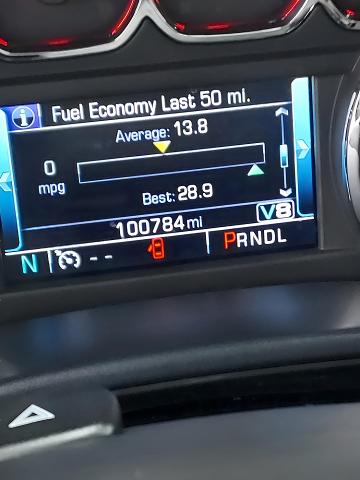 Fuel Economy Last 50 mi.
Average: 13.8
0
mpg
Best: 28.9
100784 mi
V8
N -- PRNDL